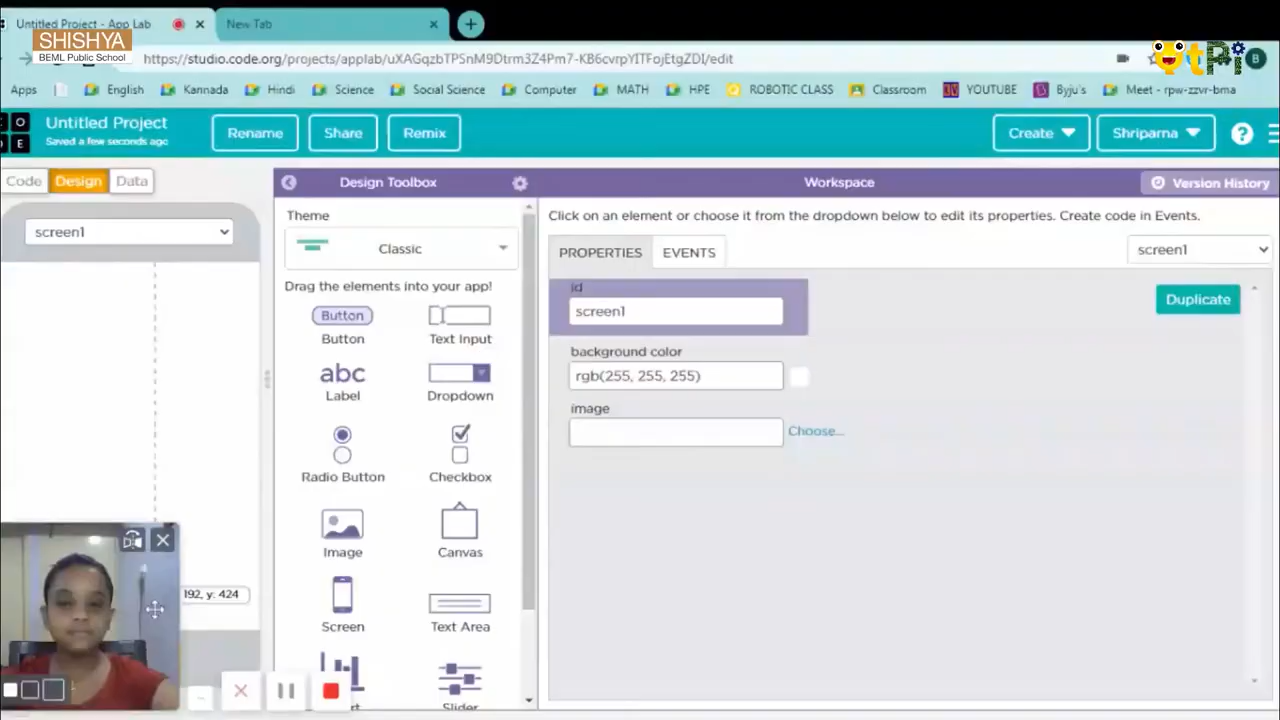 Untitled Project - App Lab
New Tab
SHISHYA
BEML Public School
https://studio.code.org/projects/applab/uXAGqzbTPSnM9Dtrm3Z4Pm7-KB6cvrpYITFojEtgZDI/edit
UtPi
B
Apps English Kannada Hindi Science Social Science Computer MATH HPE ROBOTIC CLASS Classroom YOUTUBE Byju's Meet - rpw-zzvr-bma
O
E
Untitled Project
Saved a few seconds ago
Rename
Share
Remix
Create
Shriparna
?
Code
Design
Data
Design Toolbox
Workspace
Version History
screen1
Theme
Classic
Drag the elements into your app!
Button
Button
Text Input
abc
Label
Dropdown
Radio Button
Checkbox
Image
Canvas
Screen
Text Area
Slider
Click on an element or choose it from the dropdown below to edit its properties. Create code in Events.
PROPERTIES
EVENTS
screen1
id
screen1
Duplicate
background color
rgb(255, 255, 255)
image
Choose...
192, y: 424